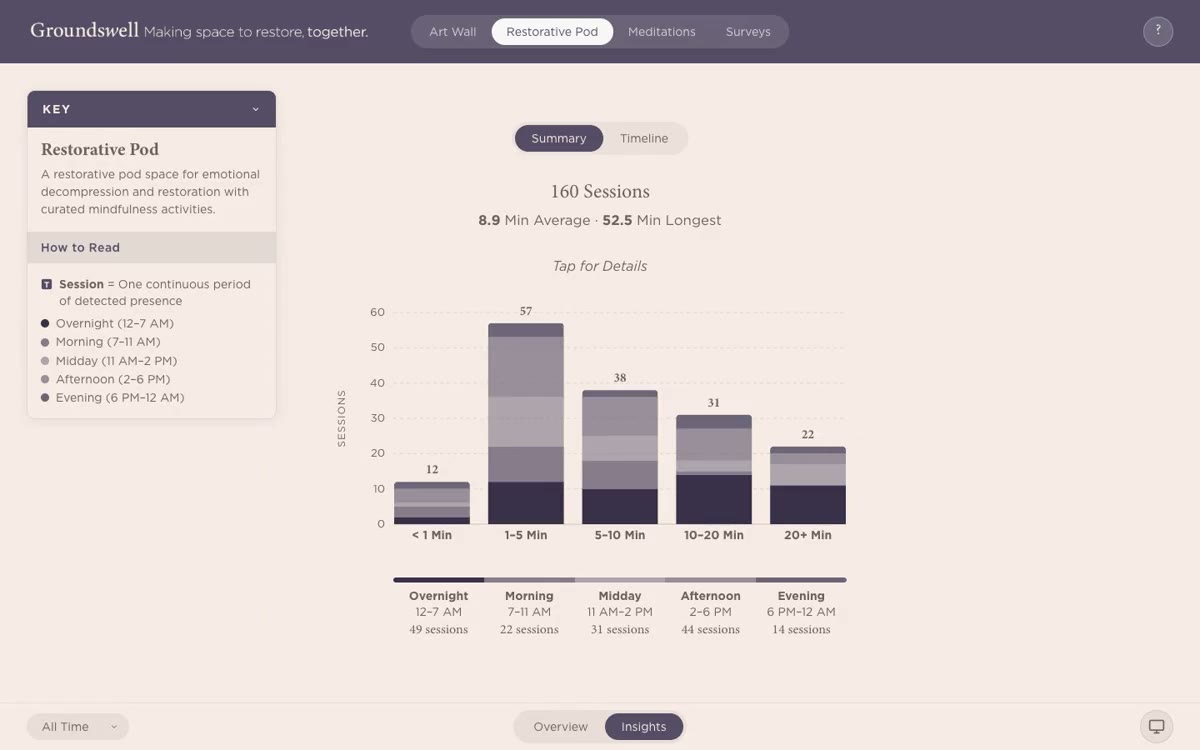 Groundswell Making space to restore, together.
Art Wall
Restorative Pod
Meditations
Surveys
?
KEY
Restorative Pod
A restorative pod space for emotional
decompression and restoration with
curated mindfulness activities.
How to Read
T Session = One continuous period
of detected presence
Overnight (12–7 AM)
Morning (7–11 AM)
Midday (11 AM–2 PM)
Afternoon (2–6 PM)
Evening (6 PM–12 AM)
Summary
Timeline
160 Sessions
8.9 Min Average · 52.5 Min Longest
Tap for Details
SESSIONS
60
50
40
30
20
10
0
12
57
38
31
22
< 1 Min
1–5 Min
5–10 Min
10–20 Min
20+ Min
Overnight
12–7 AM
49 sessions
Morning
7–11 AM
22 sessions
Midday
11 AM–2 PM
31 sessions
Afternoon
2–6 PM
44 sessions
Evening
6 PM–12 AM
14 sessions
All Time
Overview
Insights